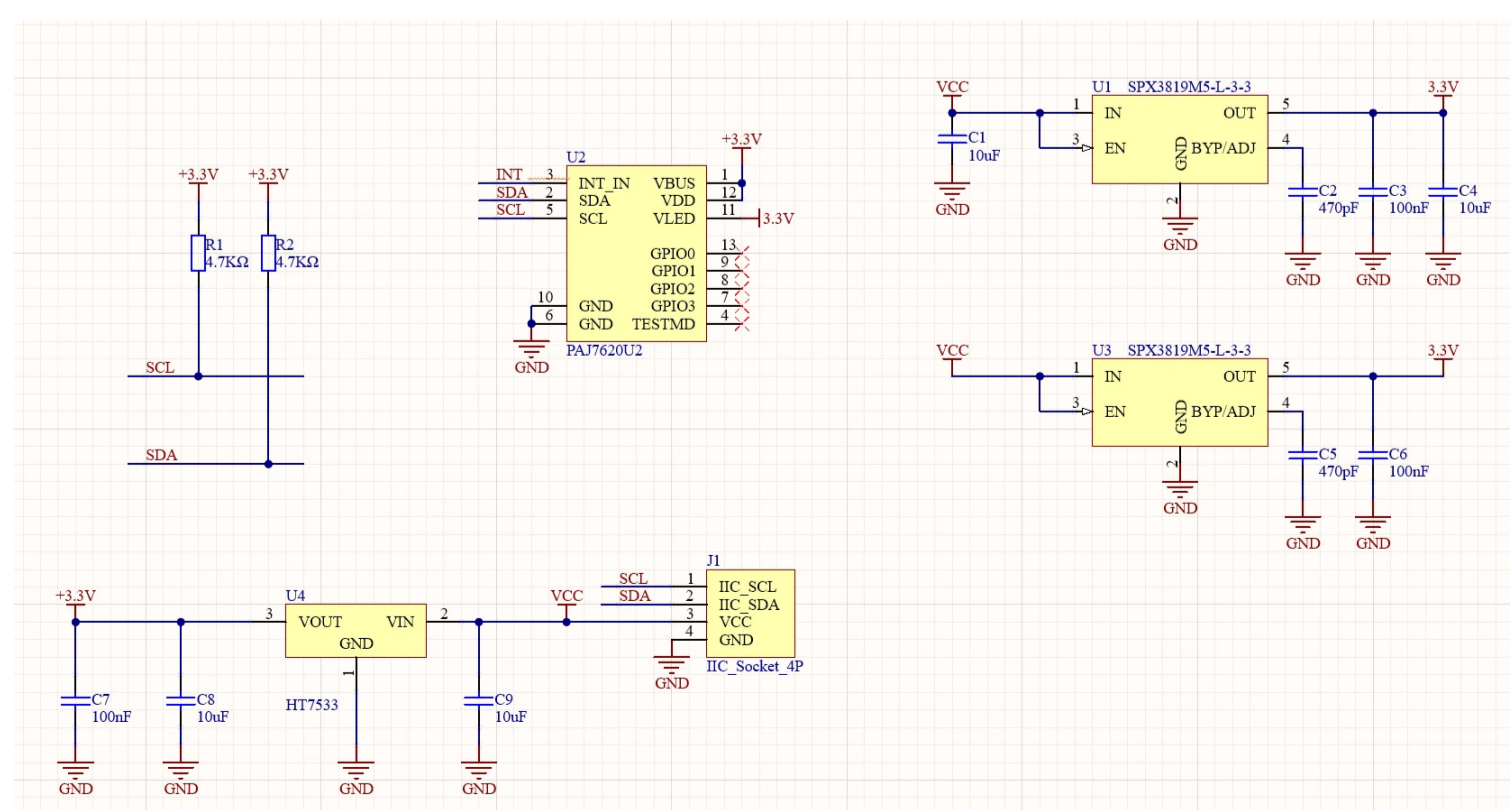 +3.3V
+3.3V
R1
4.7KΩ
R2
4.7KΩ
SCL
SDA
U2
+3.3V
INT 3 INT_IN VBUS 1
SDA 2 SDA VDD 12
SCL 5 SCL VLED 11 3.3V
GPIO0 13
GPIO1 9
GPIO2 8
10 GND GPIO3 7
6 GND TESTMD 4
GND
PAJ7620U2
VCC
U1 SPX3819M5-L-3-3
3.3V
1 IN OUT 5
3 EN GND BYP/ADJ 4
2
C1
10uF
GND
GND
C2
470pF
C3
100nF
C4
10uF
GND
GND
GND
VCC
U3 SPX3819M5-L-3-3
3.3V
1 IN OUT 5
3 EN GND BYP/ADJ 4
2
GND
C5
470pF
C6
100nF
GND
GND
+3.3V
U4
3 VOUT VIN 2
GND
1
HT7533
C7
100nF
C8
10uF
C9
10uF
GND
GND
GND
GND
VCC
J1
SCL 1 IIC_SCL
SDA 2 IIC_SDA
3 VCC
4 GND
GND
IIC_Socket_4P